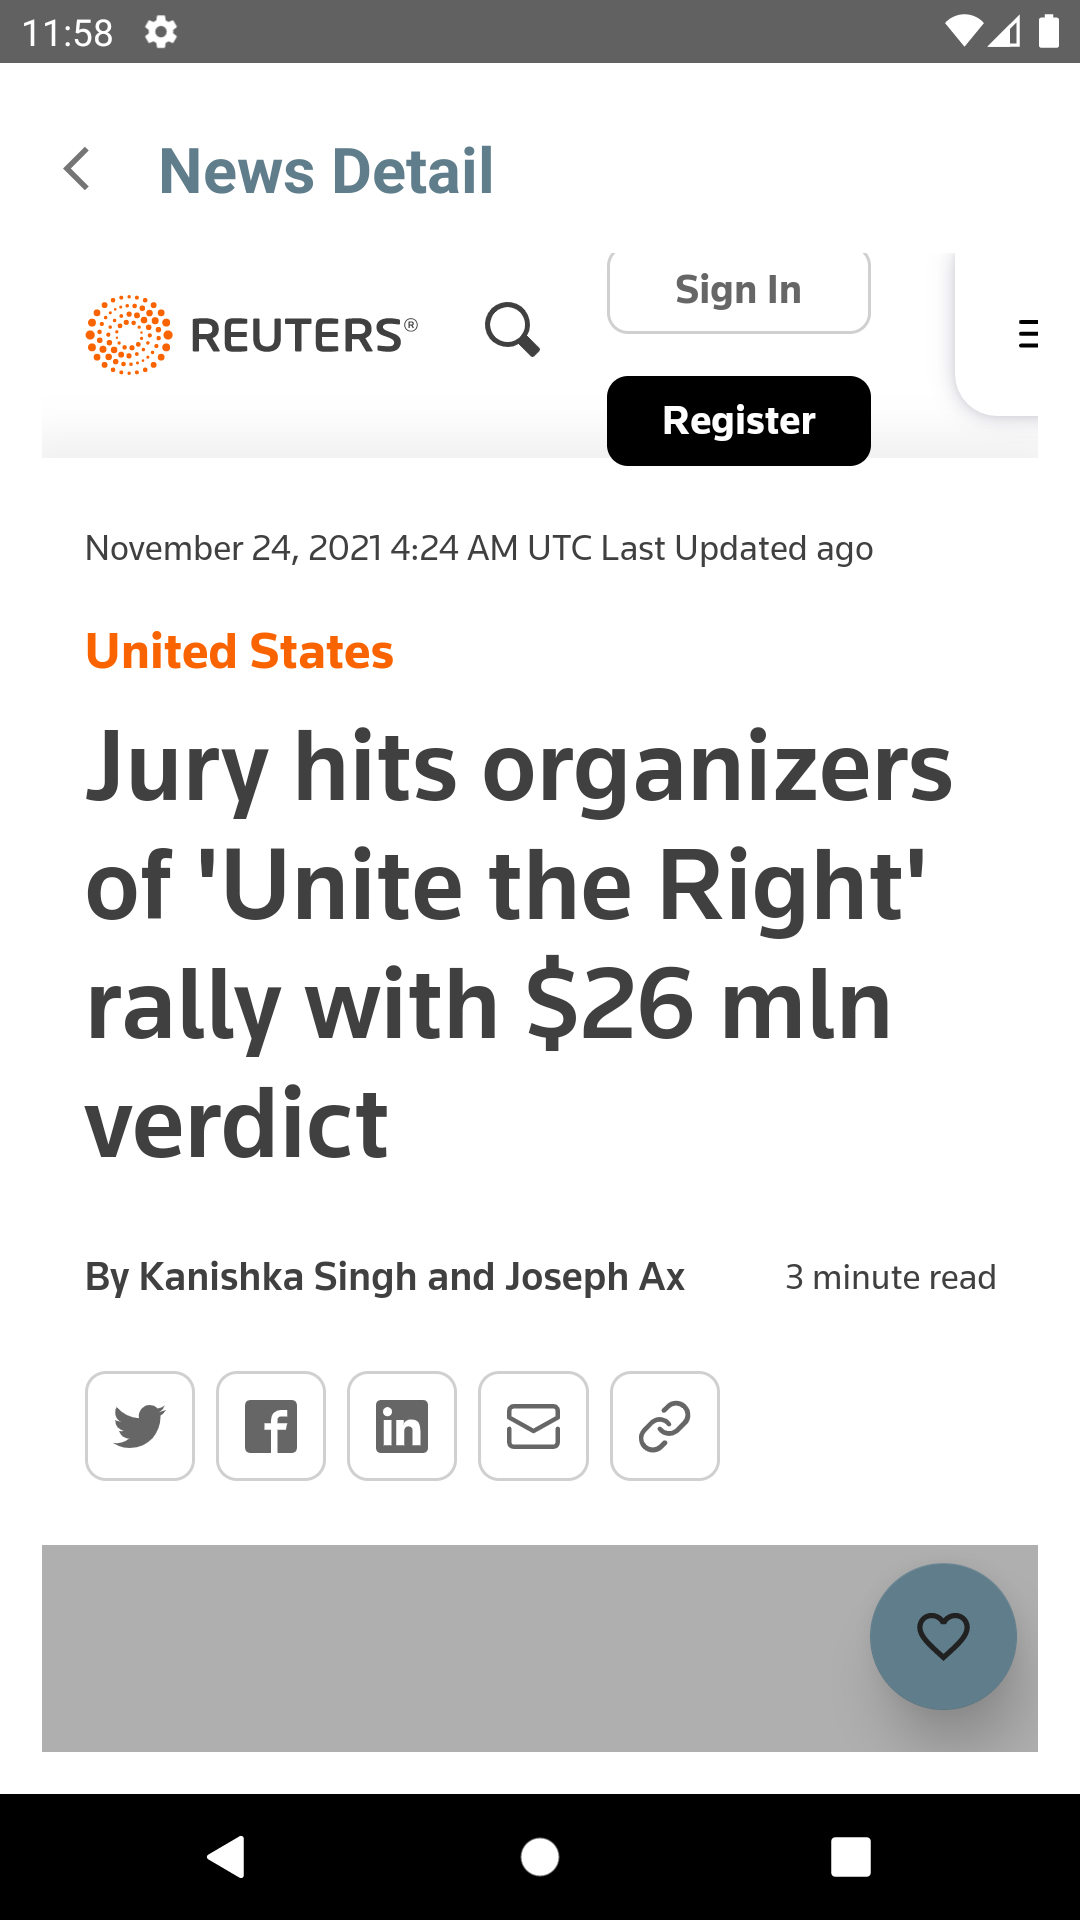 11:58
News Detail
REUTERS®
Sign In
Register
November 24, 2021 4:24 AM UTC Last Updated ago
United States
Jury hits organizers
of 'Unite the Right'
rally with $26 mln
verdict
By Kanishka Singh and Joseph Ax
3 minute read